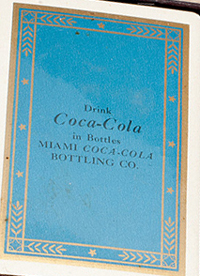 Drink
Coca-Cola
in Bottles
MIAMI COCA-COLA
BOTTLING CO.